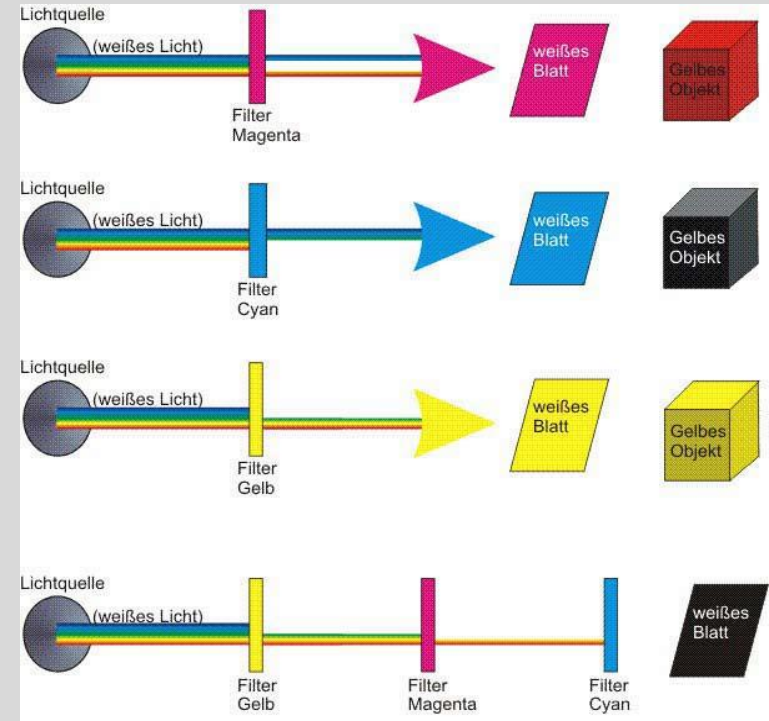 Lichtquelle
(weißes Licht)
Filter
Magenta
weißes
Blatt
Gelbes
Objekt
Lichtquelle
(weißes Licht)
Filter
Cyan
weißes
Blatt
Gelbes
Objekt
Lichtquelle
(weißes Licht)
Filter
Gelb
weißes
Blatt
Gelbes
Objekt
Lichtquelle
(weißes Licht)
Filter
Gelb
Filter
Magenta
Filter
Cyan
weißes
Blatt